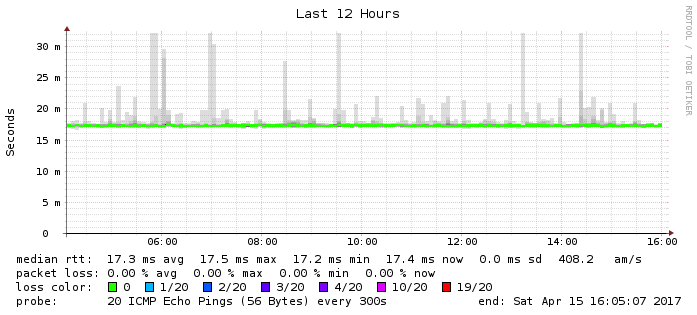 Last 12 Hours
RRDTOOL / TOBI OETIKER
Seconds
30 m
25 m
20 m
15 m
10 m
5 m
0
06:00 08:00 10:00 12:00 14:00 16:00
median rtt: 17.3 ms avg 17.5 ms max 17.2 ms min 17.4 ms now 0.0 ms sd 408.2 am/s
packet loss: 0.00 % avg 0.00 % max 0.00 % min 0.00 % now
loss color: 0 1/20 2/20 3/20 4/20 10/20 19/20
probe: 20 ICMP Echo Pings (56 Bytes) every 300s end: Sat Apr 15 16:05:07 2017